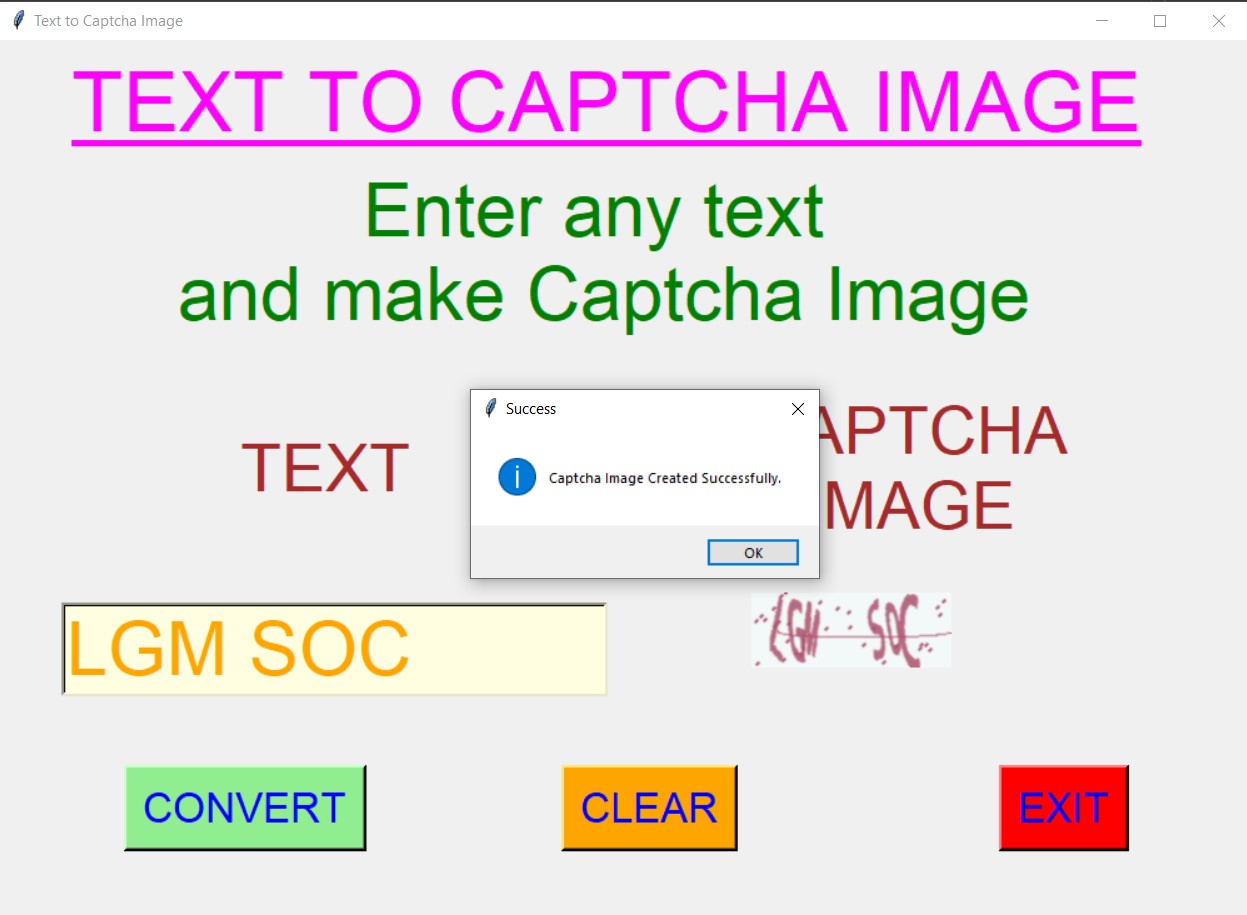 Text to Captcha Image
TEXT TO CAPTCHA IMAGE
Enter any text
and make Captcha Image
Success
Captcha Image Created Successfully.
OK
TEXT
APTCHA
MAGE
LGM SOC
LGM SOC
CONVERT
CLEAR
EXIT